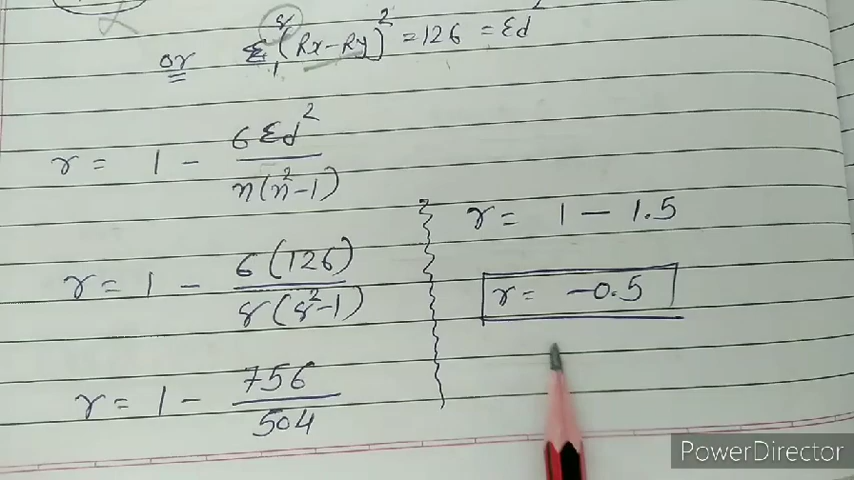 or Σ₁⁸ (Rx-Ry)² = 126 = Σd²
r = 1 - 6Σd² / n(n²-1)
r = 1 - 6(126) / 8(8²-1)
r = 1 - 756 / 504
r = 1 - 1.5
r = -0.5
PowerDirector